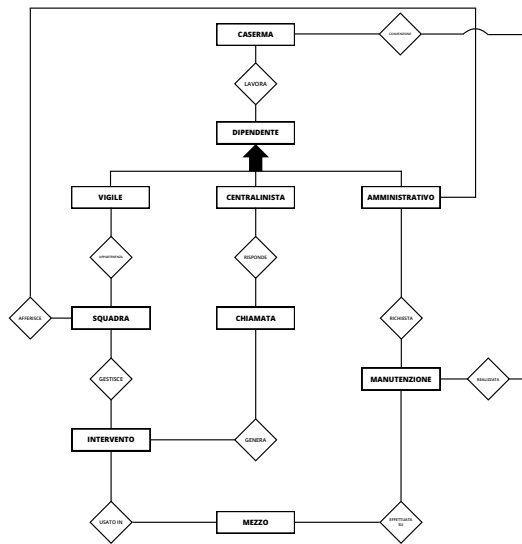 CASERMA
CONVENZIONE
LAVORA
DIPENDENTE
VIGILE
CENTRALINISTA
AMMINISTRATIVO
APPARTENENZA
RISPONDE
AFFERISCE
SQUADRA
CHIAMATA
RICHIESTA
GESTISCE
MANUTENZIONE
REALIZZATA
INTERVENTO
GENERA
USATO IN
MEZZO
EFFETTUATA
SU